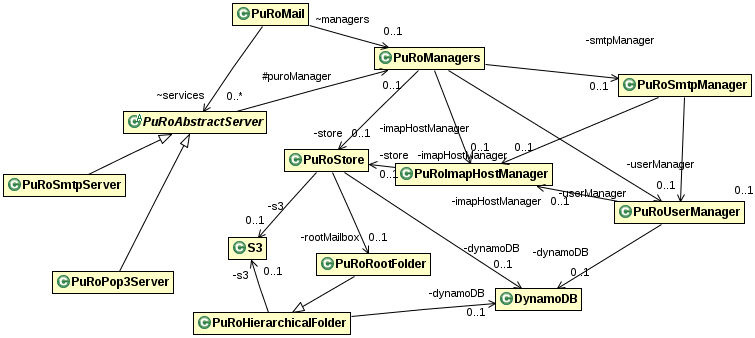 PuRoMail
~managers
0..1
-smtpManager
PuRoManagers
0..1
#puroManager
0..1
PuRoSmtpManager
~services
0..*
PuRoAbstractServer
-store
0..1
-imapHostManager
0..1
-imapHostManager
0..1
-store
PuRoStore
0..1
PuRoImapHostManager
-userManager
0..1
0..1
PuRoSmtpServer
-userManager
-imapHostManager
0..1
PuRoUserManager
-s3
0..1
-rootMailbox
0..1
S3
-dynamoDB
0..1
-dynamoDB
0..1
PuRoRootFolder
-s3
0..1
PuRoPop3Server
-dynamoDB
0..1
DynamoDB
PuRoHierarchicalFolder